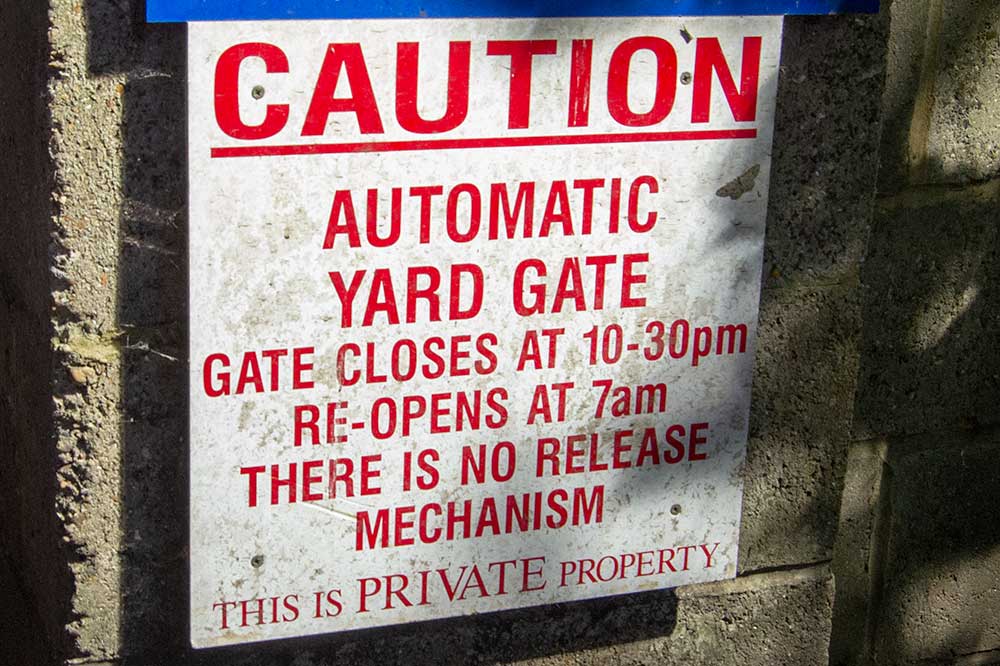 CAUTION
AUTOMATIC
YARD GATE
GATE CLOSES AT 10-30pm
RE-OPENS AT 7am
THERE IS NO RELEASE
MECHANISM
THIS IS PRIVATE PROPERTY